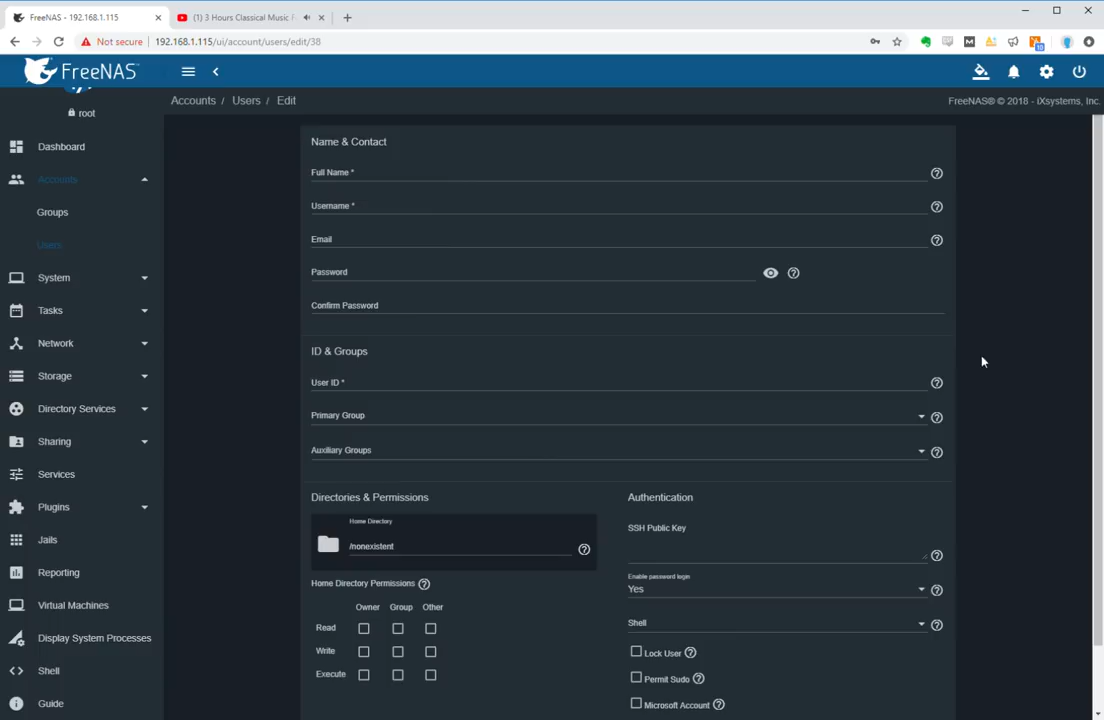 FreeNAS - 192.168.1.115
(1) 3 Hours Classical Music
Not secure
192.168.1.115/ui/account/users/edit/38
10
FreeNAS™
root
Accounts / Users / Edit
FreeNAS® © 2018 - iXsystems, Inc.
Dashboard
Accounts
Groups
Users
System
Tasks
Network
Storage
Directory Services
Sharing
Services
Plugins
Jails
Reporting
Virtual Machines
Display System Processes
Shell
Guide
Name & Contact
Full Name *
Username *
Email
Password
Confirm Password
ID & Groups
User ID *
Primary Group
Auxiliary Groups
Directories & Permissions
Home Directory
/nonexistent
Home Directory Permissions
Owner Group Other
Read
Write
Execute
Authentication
SSH Public Key
Enable password login
Yes
Shell
Lock User
Permit Sudo
Microsoft Account